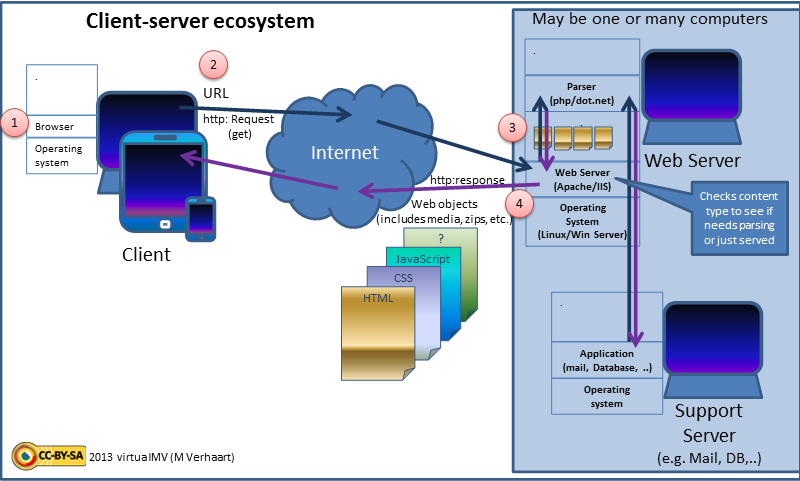 Client-server ecosystem
May be one or many computers
.
1
Browser
Operating
system
Client
2
URL
http: Request
(get)
Internet
http:response
Web objects
(includes media, zips, etc.)
?
JavaScript
CSS
HTML
.
Parser
(php/dot.net)
3
.
Web Server
(Apache/IIS)
4
Operating
System
(Linux/Win Server)
Web Server
Checks content
type to see if
needs parsing
or just served
.
Application
(mail, Database, ..)
Operating
system
Support
Server
(e.g. Mail, DB,..)
CC-BY-SA
2013 virtualMV (M Verhaart)